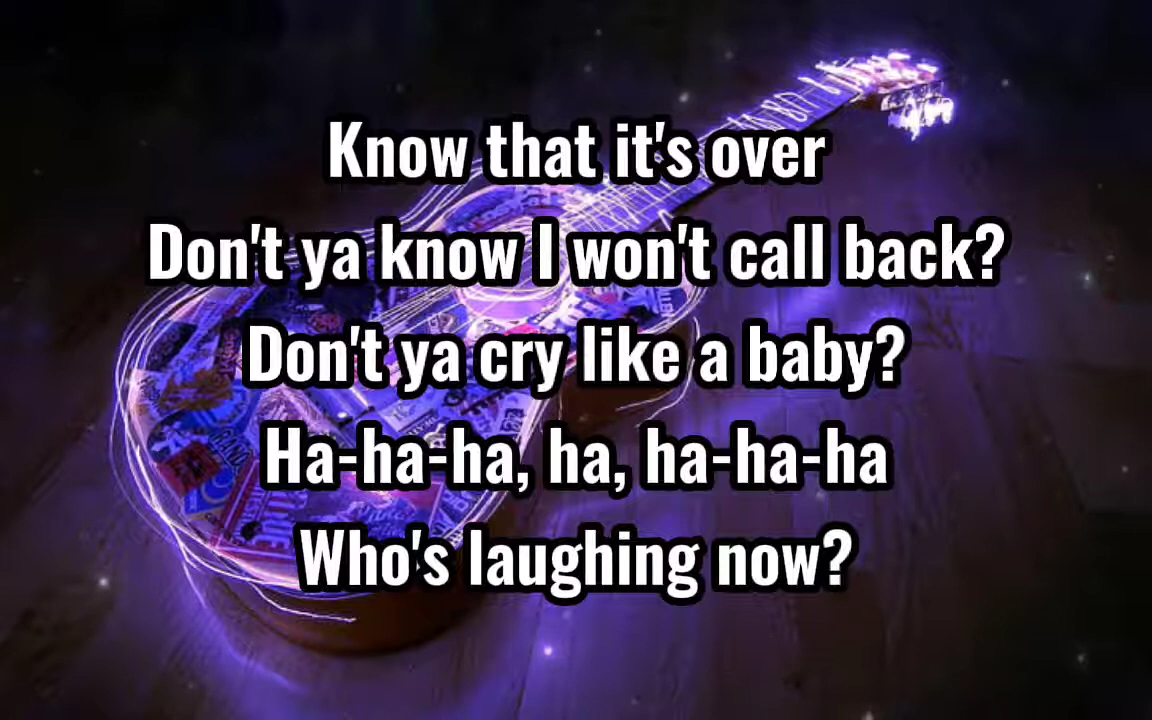 Know that it's over
Don't ya know I won't call back?
Don't ya cry like a baby?
Ha-ha-ha, ha, ha-ha-ha
Who's laughing now?